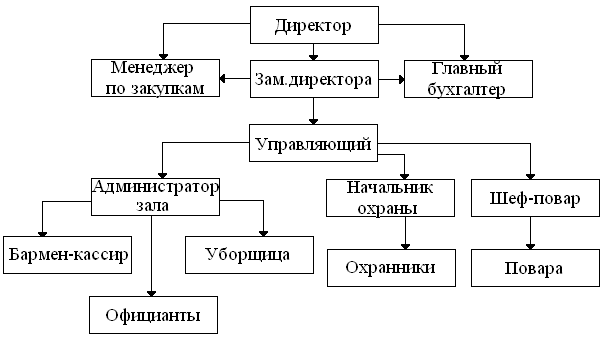 Директор
Менеджер
по закупкам
Зам.директора
Главный
бухгалтер
Управляющий
Администратор
зала
Начальник
охраны
Шеф-повар
Бармен-кассир
Уборщица
Охранники
Повара
Официанты